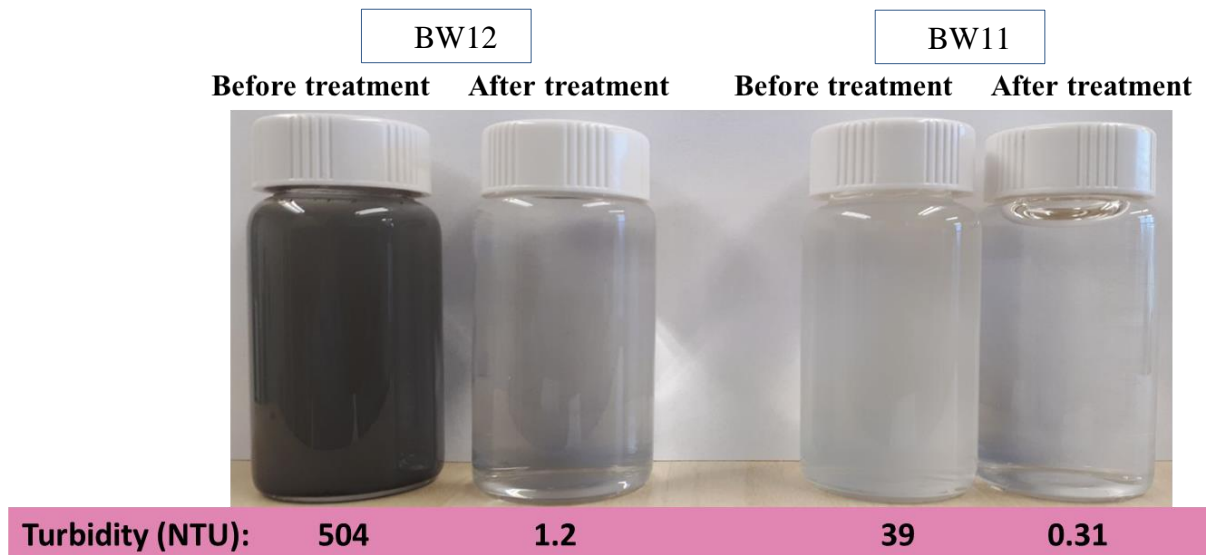 BW12 BW11
Before treatment After treatment Before treatment After treatment
Turbidity (NTU): 504 1.2 39 0.31